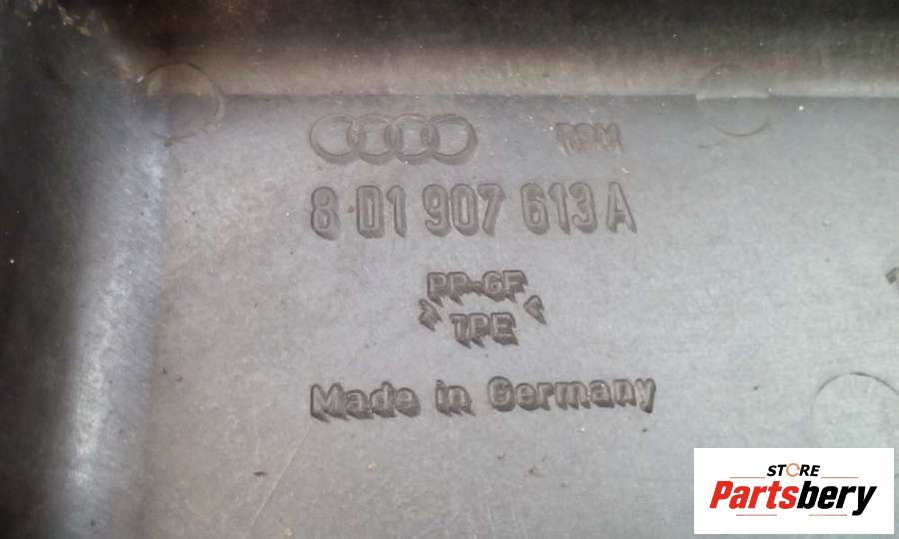 8 D1 907 613 A
PP-GF
> TPE <
Made in Germany
STORE
Partsbery